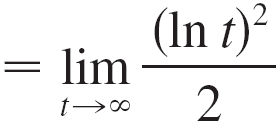 = lim_{t→∞} (ln t)² / 2